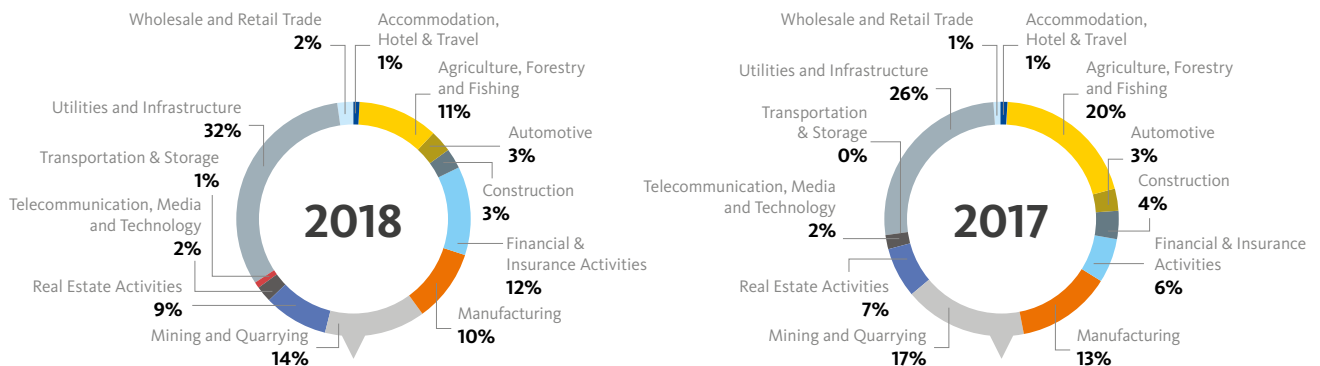 Wholesale and Retail Trade
2%
Accommodation,
Hotel & Travel
1%
Agriculture, Forestry
and Fishing
11%
Automotive
3%
Construction
3%
Financial &
Insurance Activities
12%
Manufacturing
10%
Mining and Quarrying
14%
Real Estate Activities
9%
Telecommunication, Media
and Technology
2%
Transportation & Storage
1%
Utilities and Infrastructure
32%
2018
Wholesale and Retail Trade
1%
Accommodation,
Hotel & Travel
1%
Agriculture, Forestry
and Fishing
20%
Automotive
3%
Construction
4%
Financial & Insurance
Activities
6%
Manufacturing
13%
Mining and Quarrying
17%
Real Estate Activities
7%
Telecommunication, Media
and Technology
2%
Transportation
& Storage
0%
Utilities and Infrastructure
26%
2017